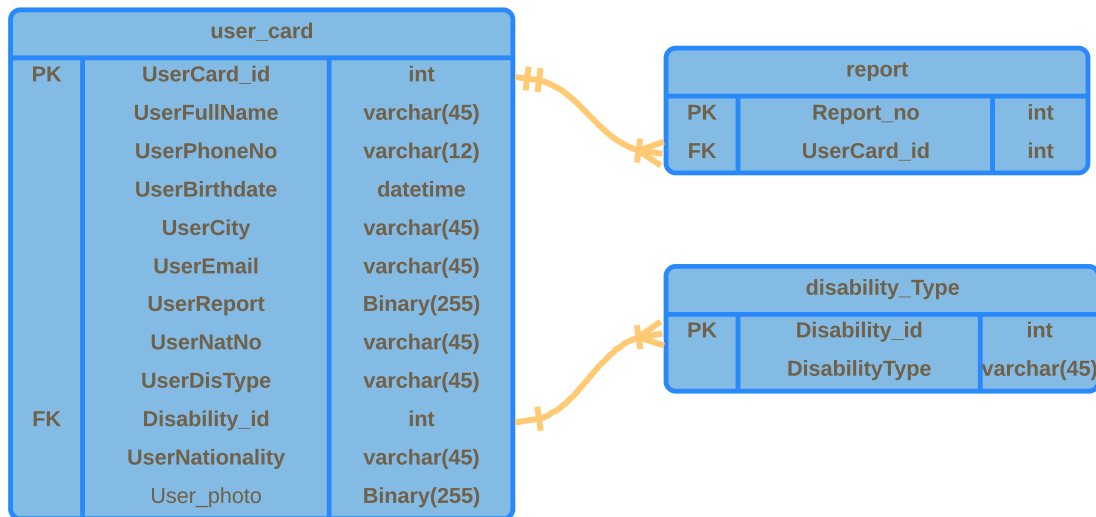 user_card
PK UserCard_id int
UserFullName varchar(45)
UserPhoneNo varchar(12)
UserBirthdate datetime
UserCity varchar(45)
UserEmail varchar(45)
UserReport Binary(255)
UserNatNo varchar(45)
UserDisType varchar(45)
FK Disability_id int
UserNationality varchar(45)
User_photo Binary(255)
report
PK Report_no int
FK UserCard_id int
disability_Type
PK Disability_id int
DisabilityType varchar(45)